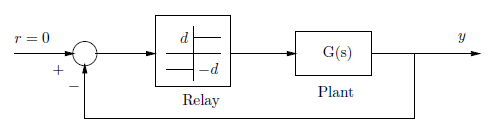 r = 0
+
−
d
−d
Relay
G(s)
Plant
y